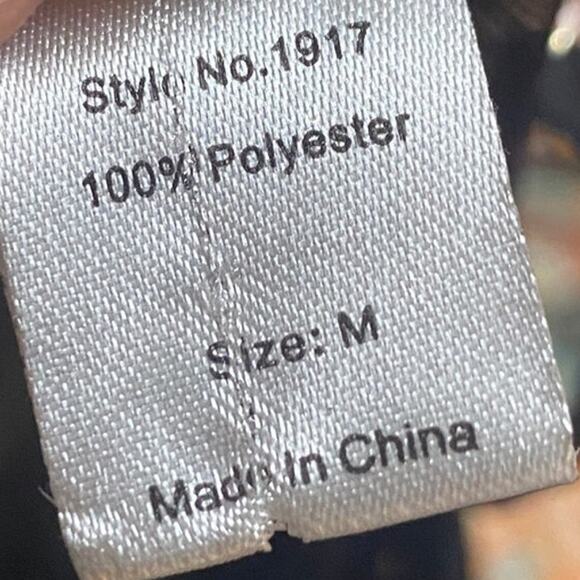 Style No.1917
100% Polyester
Size: M
Made In China